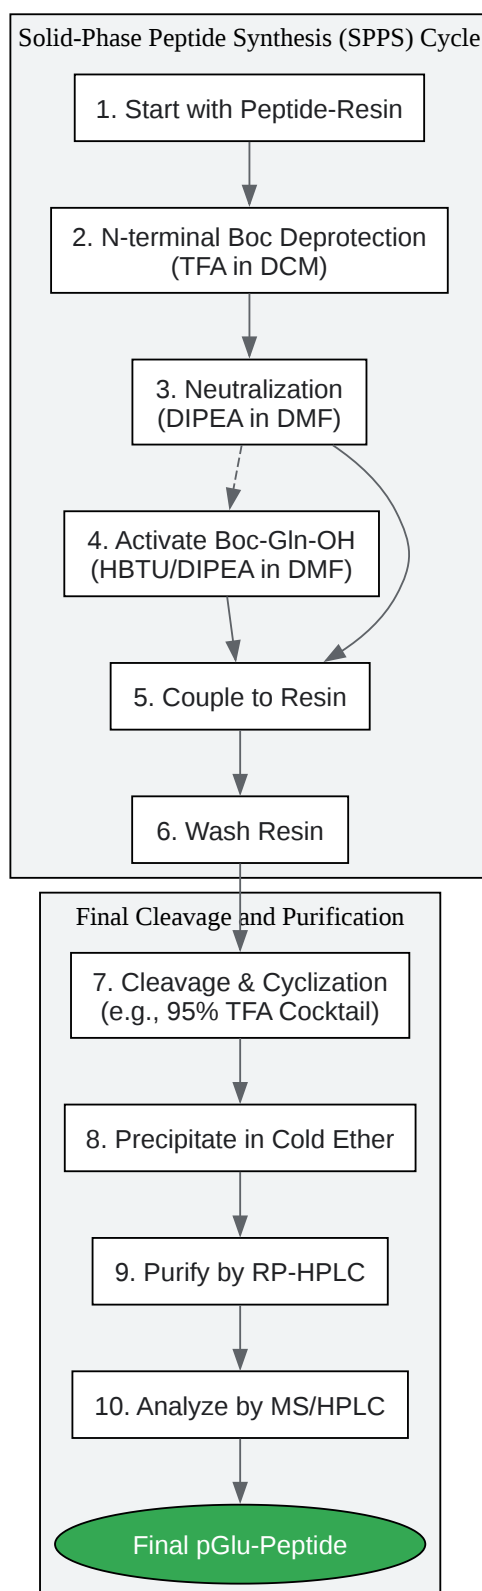 Solid-Phase Peptide Synthesis (SPPS) Cycle
1. Start with Peptide-Resin
2. N-terminal Boc Deprotection
(TFA in DCM)
3. Neutralization
(DIPEA in DMF)
4. Activate Boc-Gln-OH
(HBTU/DIPEA in DMF)
5. Couple to Resin
6. Wash Resin
Final Cleavage and Purification
7. Cleavage & Cyclization
(e.g., 95% TFA Cocktail)
8. Precipitate in Cold Ether
9. Purify by RP-HPLC
10. Analyze by MS/HPLC
Final pGlu-Peptide